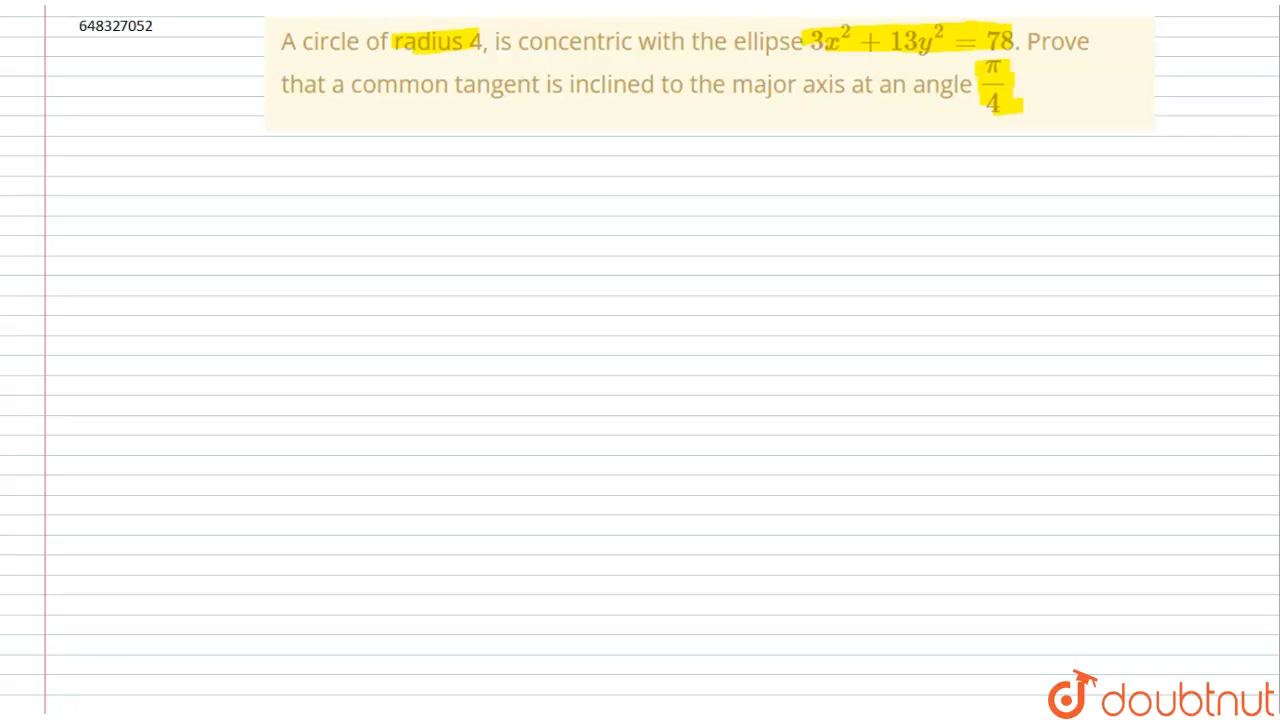 648327052
A circle of radius 4, is concentric with the ellipse 3x² + 13y² = 78. Prove
that a common tangent is inclined to the major axis at an angle π/4
doubtnut